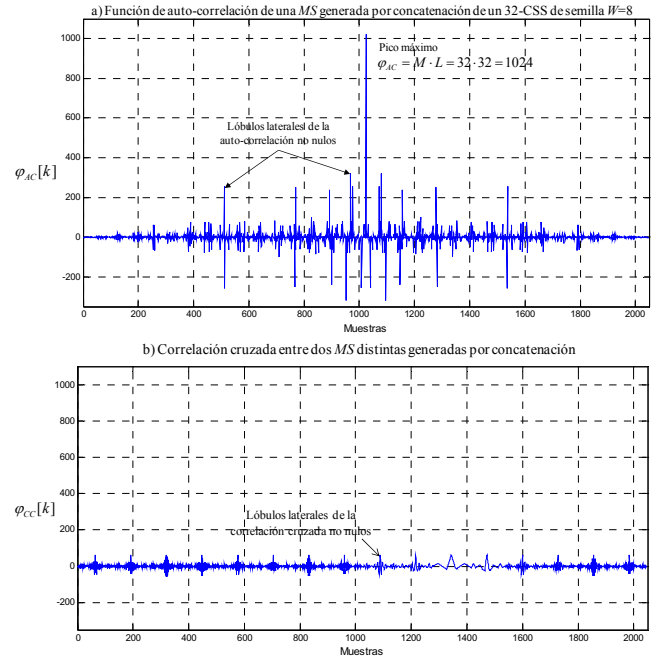 a) Función de auto-correlación de una MS generada por concatenación de un 32-CSS de semilla W=8
1000
Pico máximo
φAC = M · L = 32 · 32 = 1024
800
600
Lóbulos laterales de la
auto-correlación no nulos
400
φAC[k]
200
0
-200
0 200 400 600 800 1000 1200 1400 1600 1800 2000
Muestras
b) Correlación cruzada entre dos MS distintas generadas por concatenación
1000
800
600
φCC[k]
400
Lóbulos laterales de la
correlación cruzada no nulos
200
0
-200
0 200 400 600 800 1000 1200 1400 1600 1800 2000
Muestras